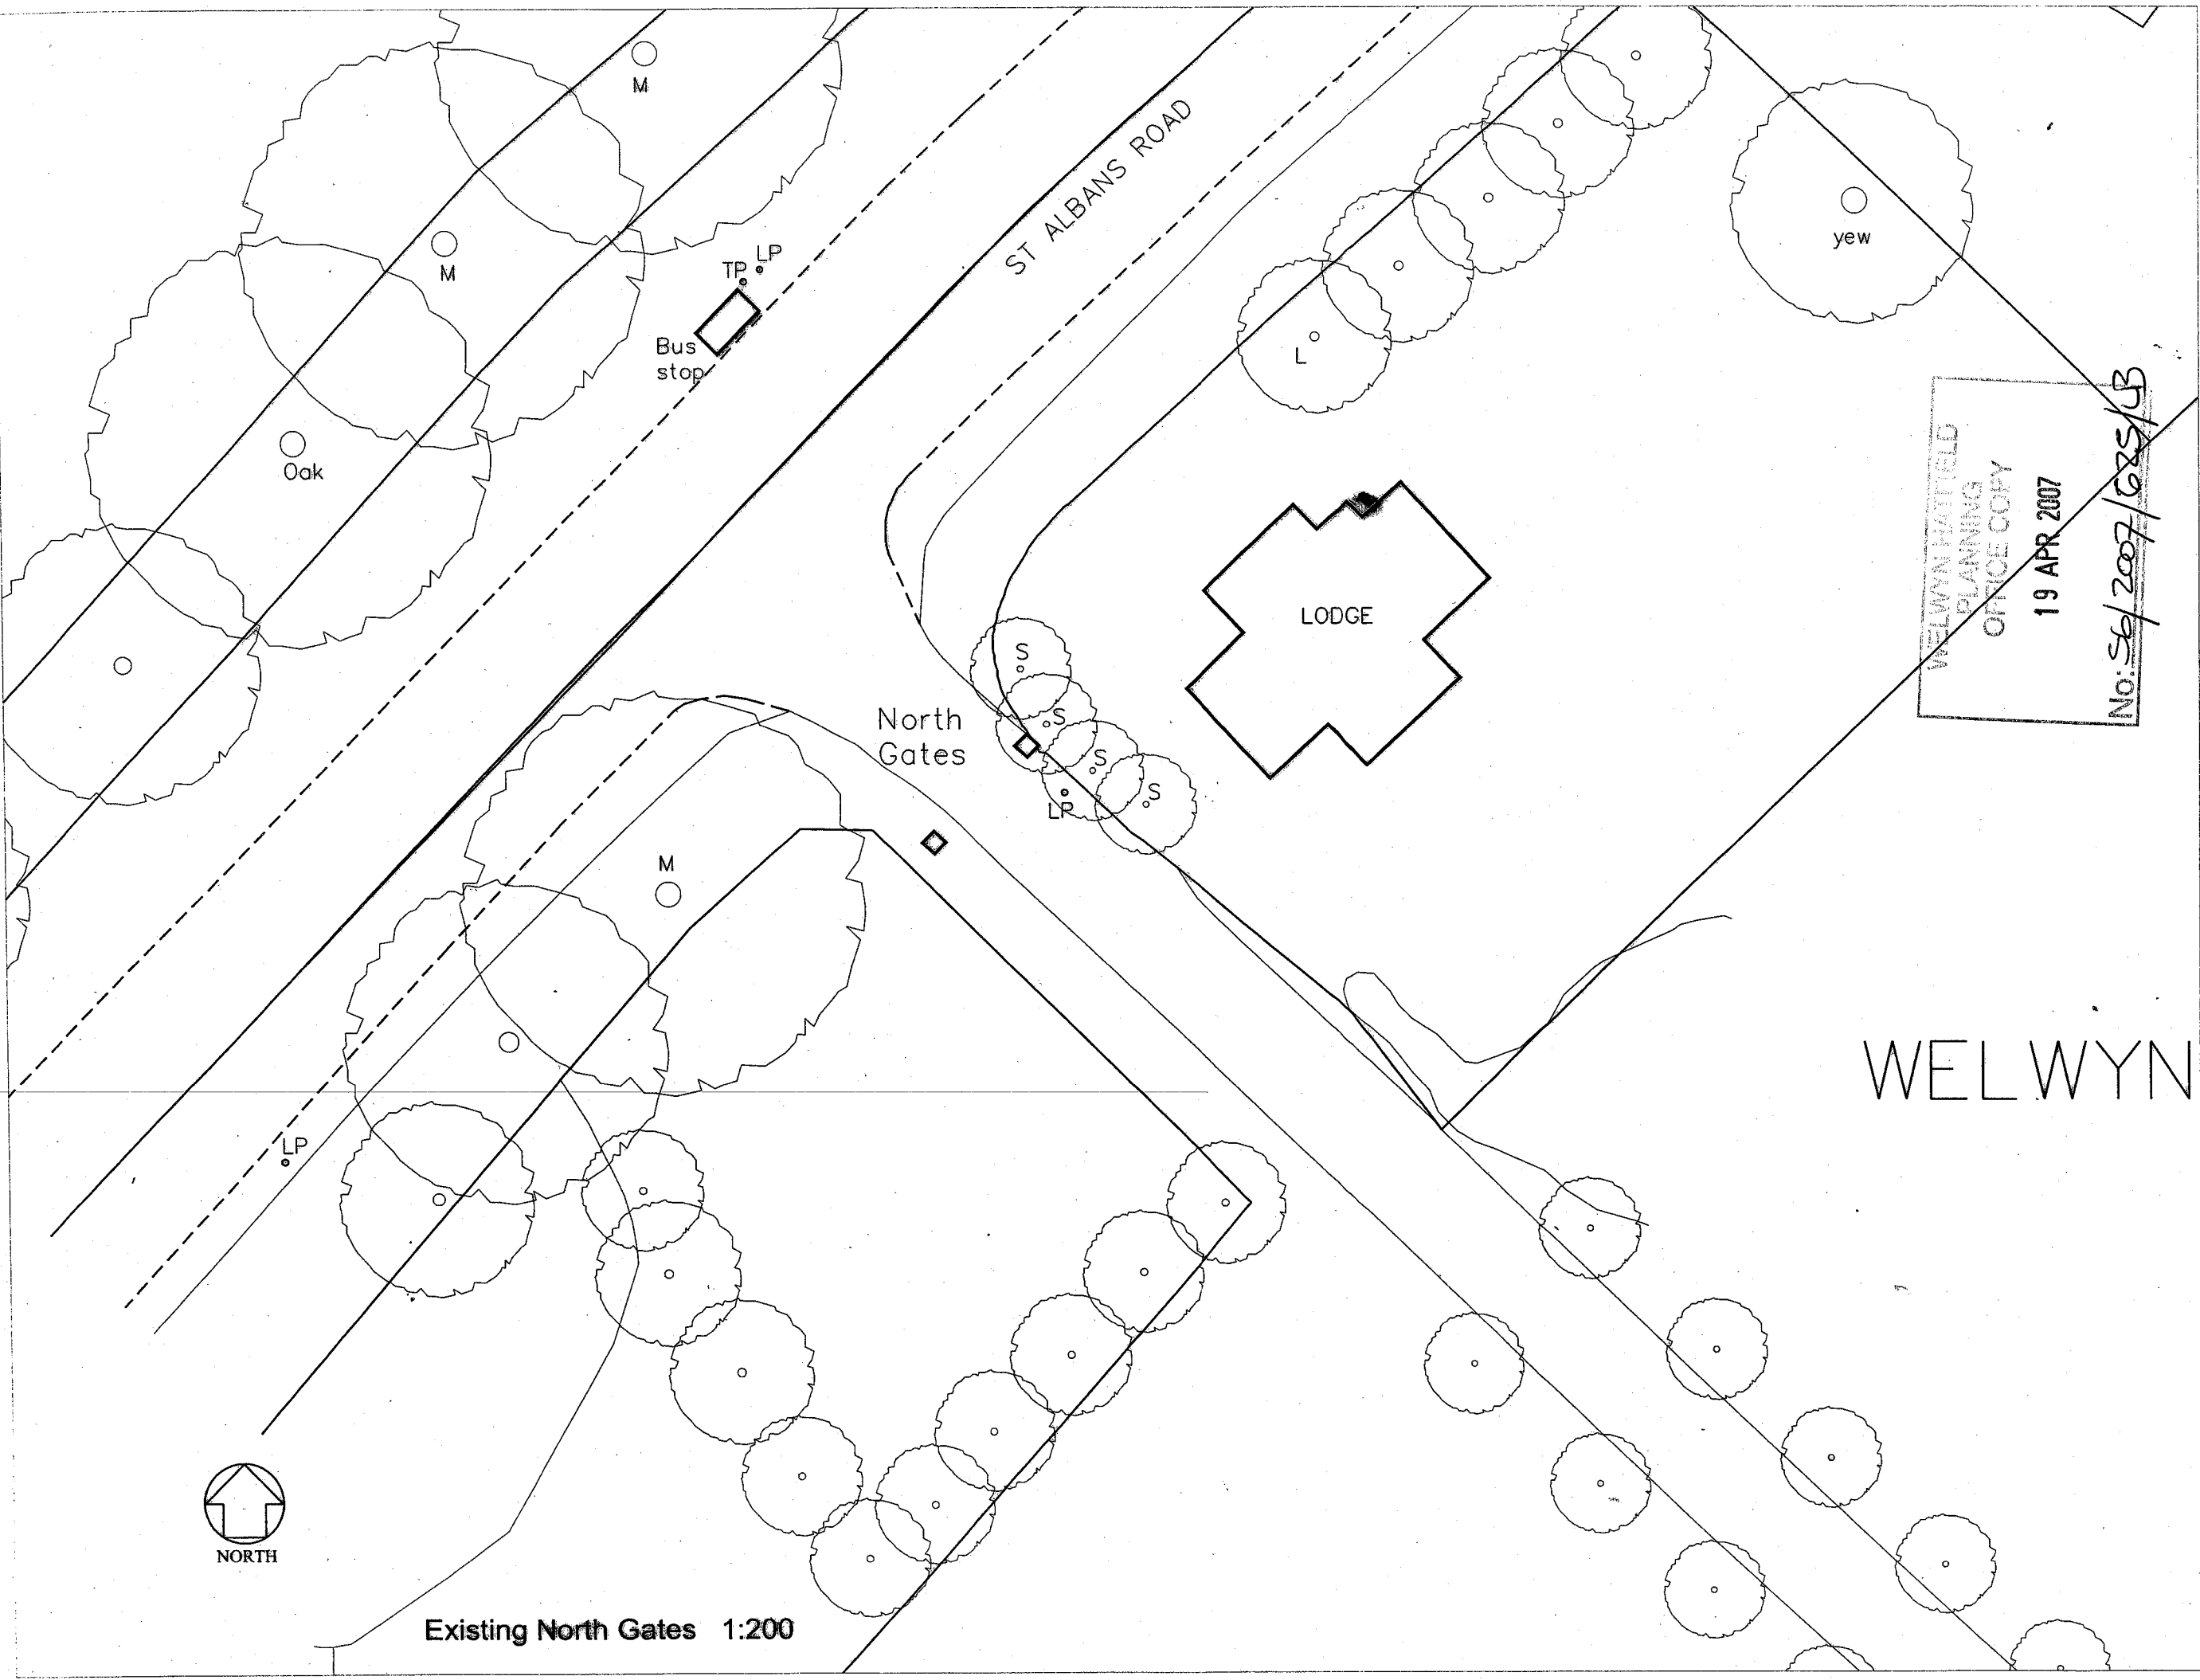 M
M
Oak
TP
LP
Bus
stop
ST ALBANS ROAD
yew
L
LODGE
WELWYN HATFIELD
PLANNING
OFFICE COPY
19 APR 2007
No: S6/2007/625/LB
North
Gates
S
S
S
S
LP
M
WELWYN
LP
NORTH
Existing North Gates 1:200